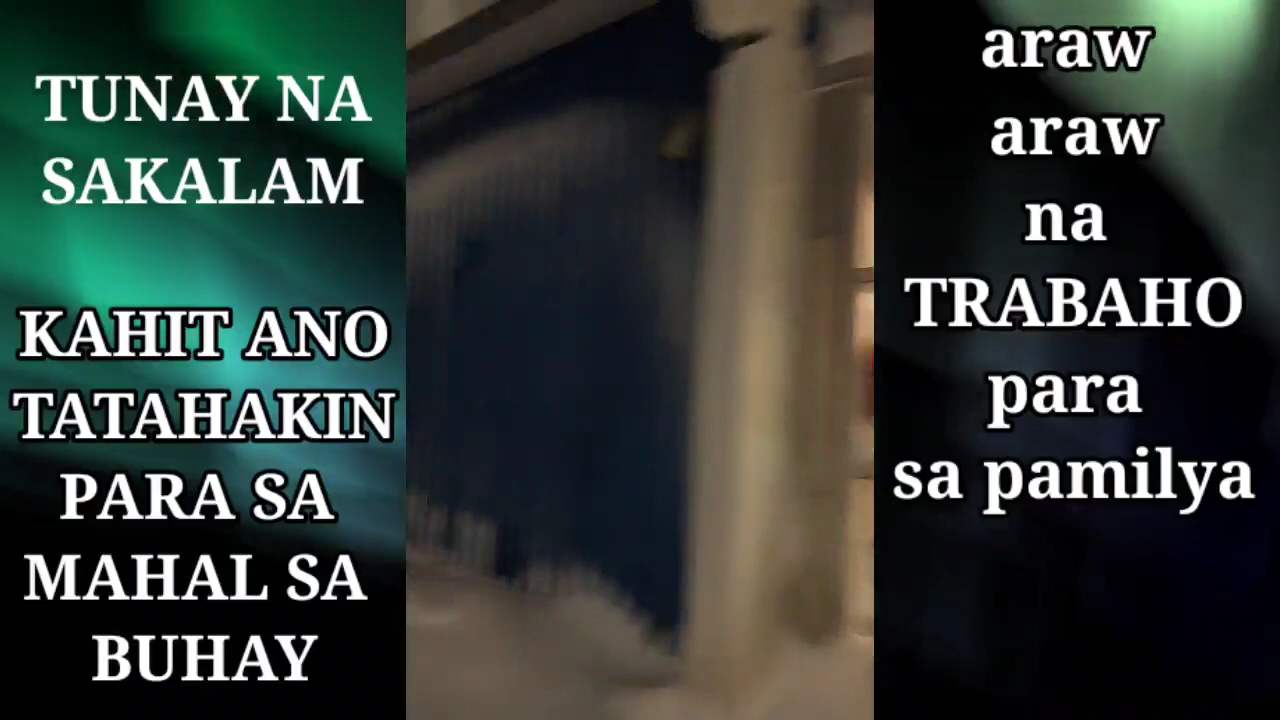 TUNAY NA
SAKALAM
KAHIT ANO
TATAHAKIN
PARA SA
MAHAL SA
BUHAY
araw
araw
na
TRABAHO
para
sa pamilya